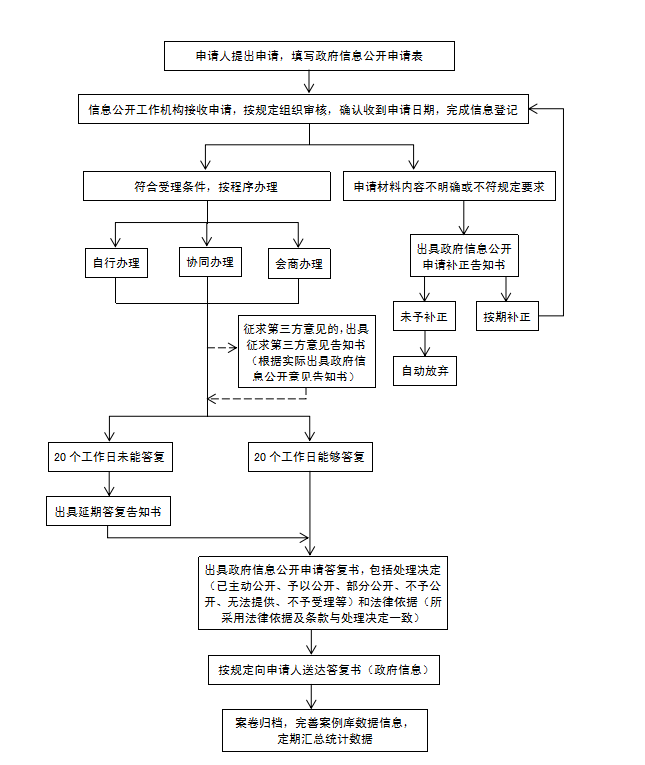 申请人提出申请，填写政府信息公开申请表
信息公开工作机构接收申请，按规定组织审核，确认收到申请日期，完成信息登记
符合受理条件，按程序办理
申请材料内容不明确或不符规定要求
自行办理
协同办理
会商办理
出具政府信息公开
申请补正告知书
未予补正
按期补正
自动放弃
征求第三方意见的，出具
征求第三方意见告知书
（根据实际出具政府信
息公开意见告知书）
20 个工作日未能答复
20 个工作日能够答复
出具延期答复告知书
出具政府信息公开申请答复书，包括处理决定
（已主动公开、予以公开、部分公开、不予公
开、无法提供、不予受理等）和法律依据（所
采用法律依据及条款与处理决定一致）
按规定向申请人送达答复书（政府信息）
案卷归档，完善案例库数据信息，
定期汇总统计数据